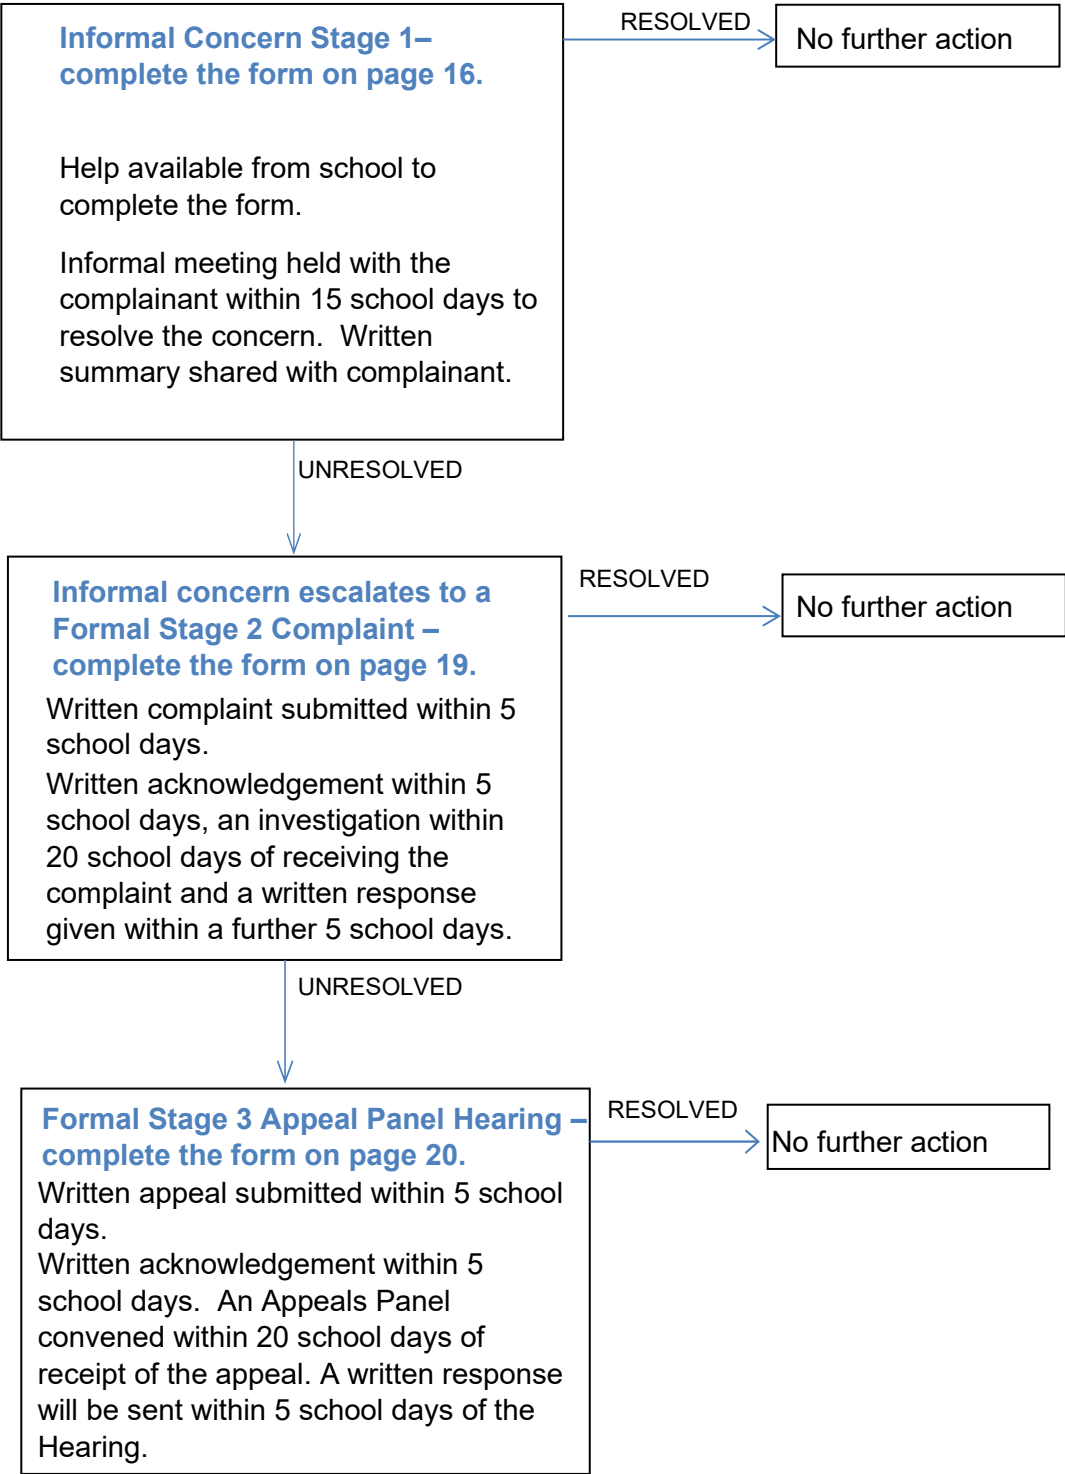 Informal Concern Stage 1–
complete the form on page 16.
RESOLVED
No further action
Help available from school to
complete the form.
Informal meeting held with the
complainant within 15 school days to
resolve the concern.  Written
summary shared with complainant.
UNRESOLVED
Informal concern escalates to a
Formal Stage 2 Complaint –
complete the form on page 19.
RESOLVED
No further action
Written complaint submitted within 5
school days.
Written acknowledgement within 5
school days, an investigation within
20 school days of receiving the
complaint and a written response
given within a further 5 school days.
UNRESOLVED
Formal Stage 3 Appeal Panel Hearing –
complete the form on page 20.
RESOLVED
No further action
Written appeal submitted within 5 school
days.
Written acknowledgement within 5
school days.  An Appeals Panel
convened within 20 school days of
receipt of the appeal. A written response
will be sent within 5 school days of the
Hearing.